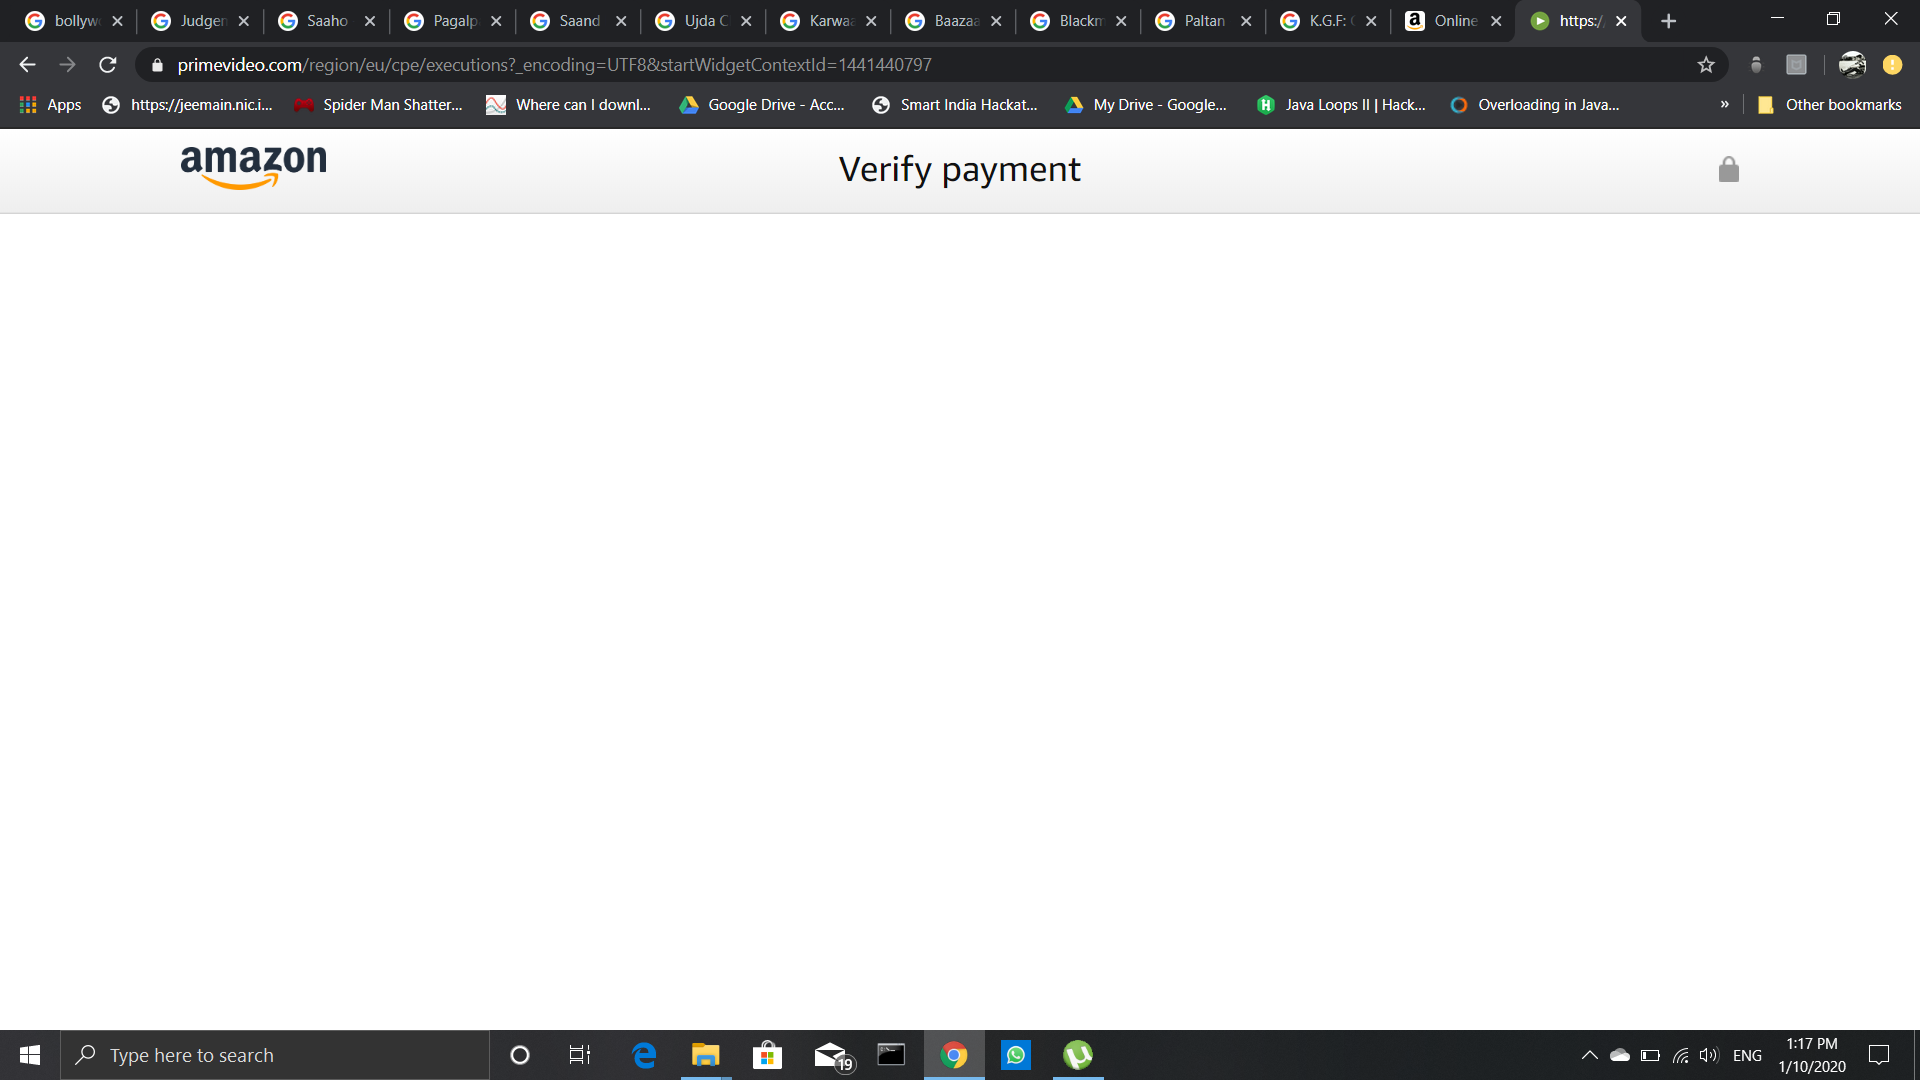 bollyw
Judgen
Saaho
Pagalp
Saand
Ujda C
Karwaa
Baazaa
Blackm
Paltan
K.G.F: C
Online
https:/
primevideo.com/region/eu/cpe/executions?_encoding=UTF8&startWidgetContextId=1441440797
Apps
https://jeemain.nic.i...
Spider Man Shatter...
Where can I downl...
Google Drive - Acc...
Smart India Hackat...
My Drive - Google...
Java Loops II | Hack...
Overloading in Java...
»
Other bookmarks
amazon
Verify payment
Type here to search
19
ENG
1:17 PM
1/10/2020